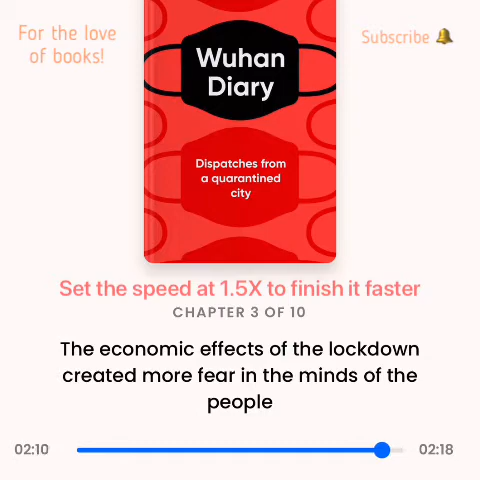 For the love
of books!
Subscribe 🔔
Wuhan
Diary
Dispatches from
a quarantined
city
Set the speed at 1.5X to finish it faster
CHAPTER 3 OF 10
The economic effects of the lockdown
created more fear in the minds of the
people
02:10
02:18